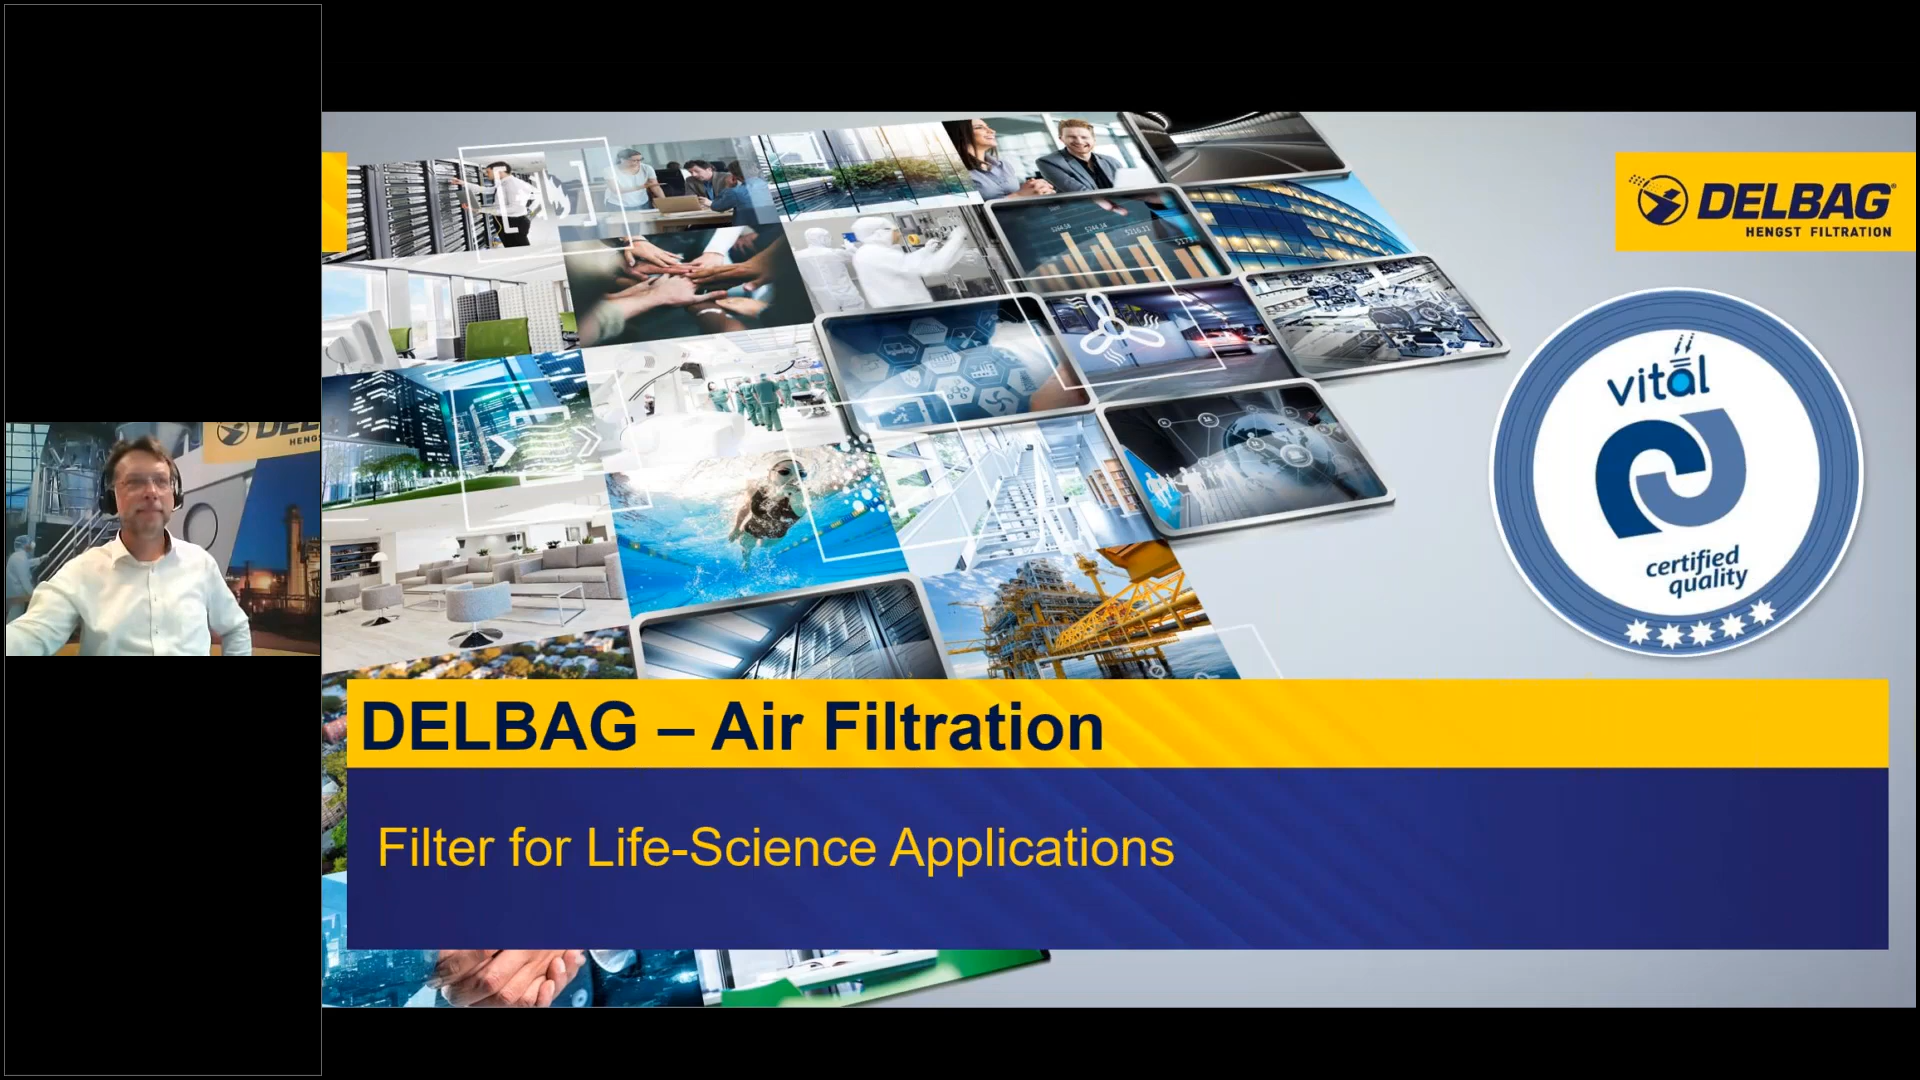 DELBAG
HENGST FILTRATION
vital
certified
quality
DELBAG – Air Filtration
Filter for Life-Science Applications